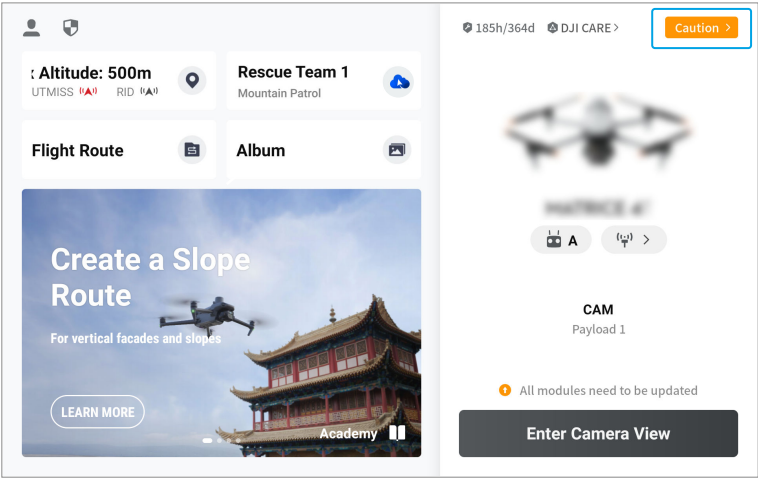 185h/364d DJI CARE >
Caution >
: Altitude: 500m
UTMISS RID
Rescue Team 1
Mountain Patrol
Flight Route
Album
Create a Slope
Route
For vertical facades and slopes
LEARN MORE
Academy
A
CAM
Payload 1
All modules need to be updated
Enter Camera View